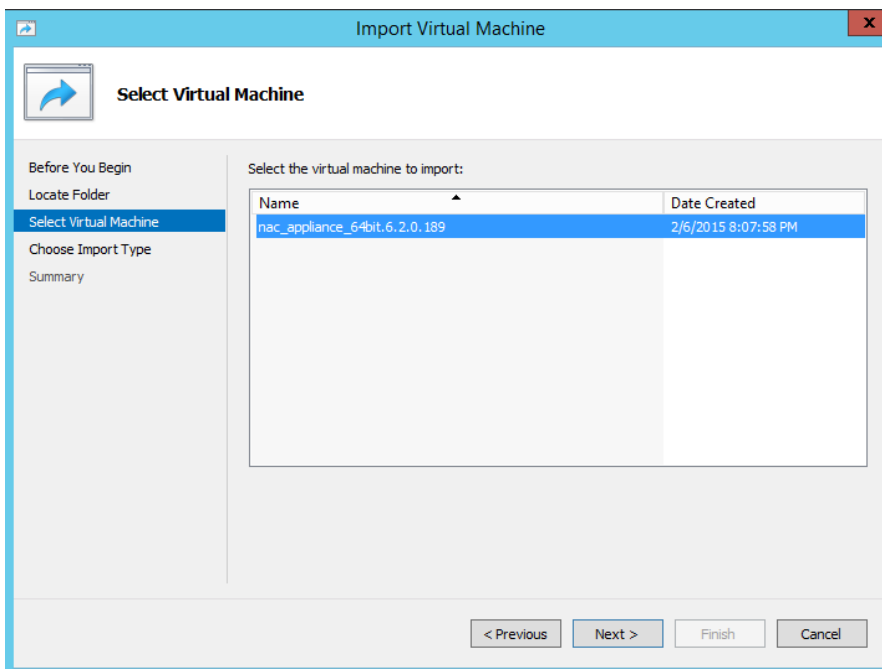 Import Virtual Machine
x
Select Virtual Machine
Before You Begin
Locate Folder
Select Virtual Machine
Choose Import Type
Summary
Select the virtual machine to import:
Name Date Created
nac_appliance_64bit.6.2.0.189 2/6/2015 8:07:58 PM
< Previous Next > Finish Cancel